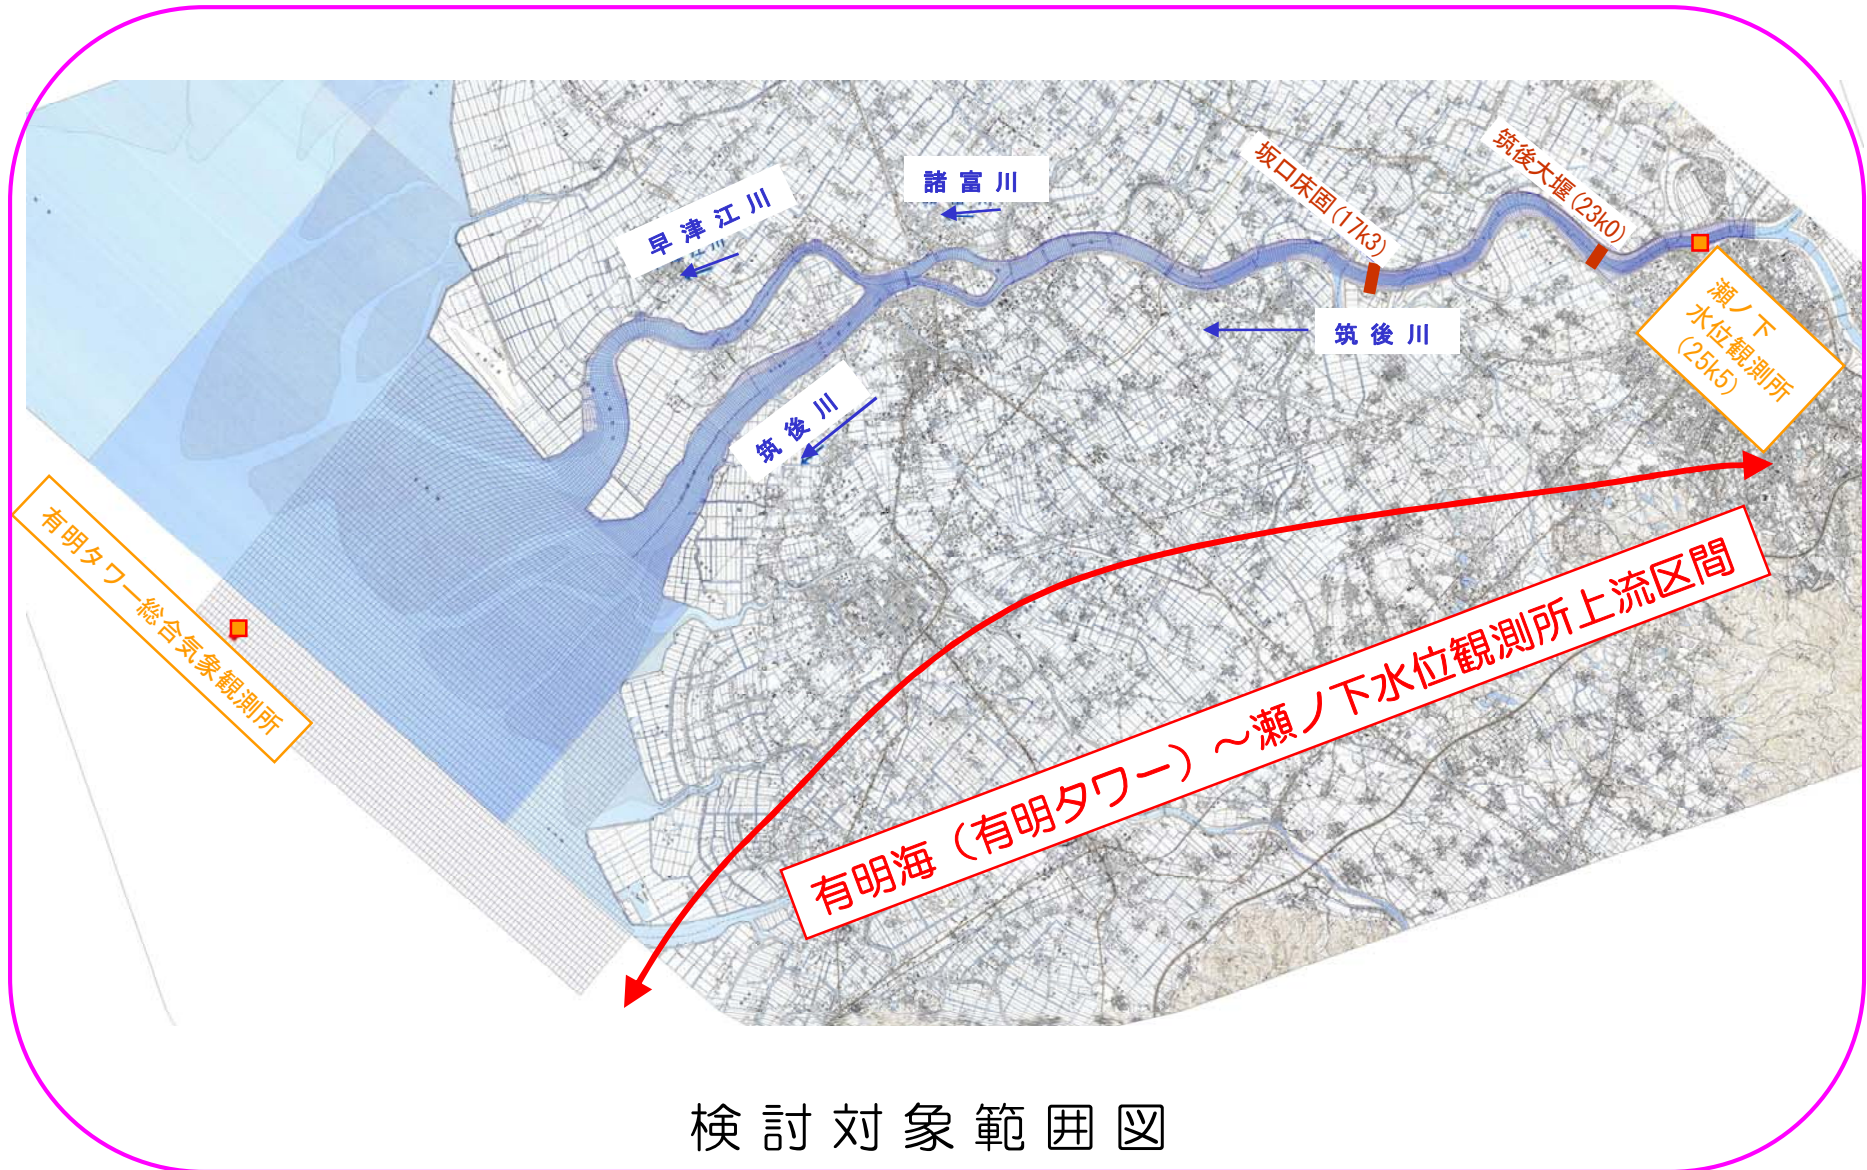 早津江川
諸富川
坂口床固(17k3)
筑後大堰(23k0)
瀬ノ下
水位観測所
(25k5)
筑後川
筑後川
有明タワー総合気象観測所
有明海（有明タワー）～瀬ノ下水位観測所上流区間
検討対象範囲図